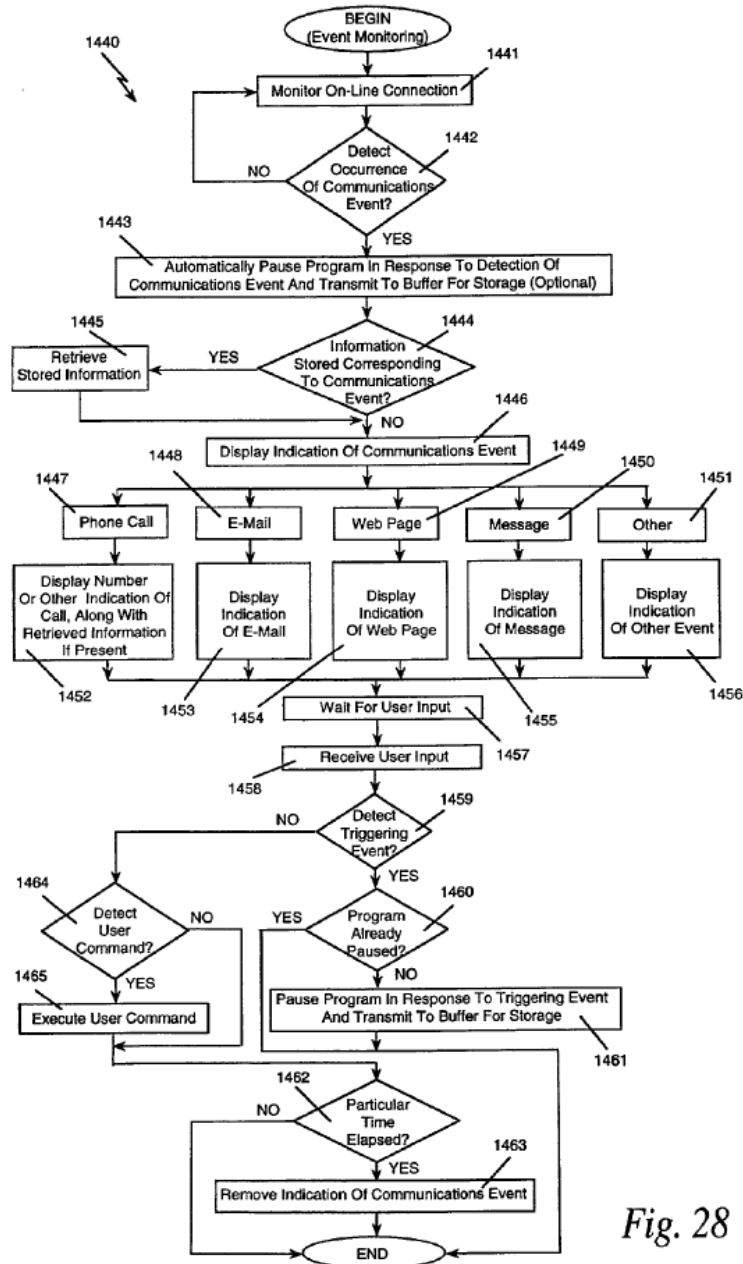 BEGIN
(Event Monitoring)
1440
1441
Monitor On-Line Connection
1442
Detect
Occurrence
Of Communications
Event?
NO
YES
1443
Automatically Pause Program In Response To Detection Of
Communications Event And Transmit To Buffer For Storage (Optional)
1444
1445
Retrieve
Stored Information
YES
Information
Stored Corresponding
To Communications
Event?
NO
1446
Display Indication Of Communications Event
1447
1448
1449
1450
1451
Phone Call
E-Mail
Web Page
Message
Other
Display Number
Or Other Indication Of
Call, Along With
Retrieved Information
If Present
Display
Indication
Of E-Mail
Display
Indication
Of Web Page
Display
Indication
Of Message
Display
Indication
Of Other Event
1452
1453
1454
1455
1456
Wait For User Input
1457
Receive User Input
1458
1459
Detect
Triggering
Event?
NO
YES
1464
Detect
User
Command?
NO
YES
1460
Program
Already
Paused?
YES
NO
1465
Execute User Command
Pause Program In Response To Triggering Event
And Transmit To Buffer For Storage
1461
1462
Particular
Time
Elapsed?
NO
YES
1463
Remove Indication Of Communications Event
END
Fig. 28